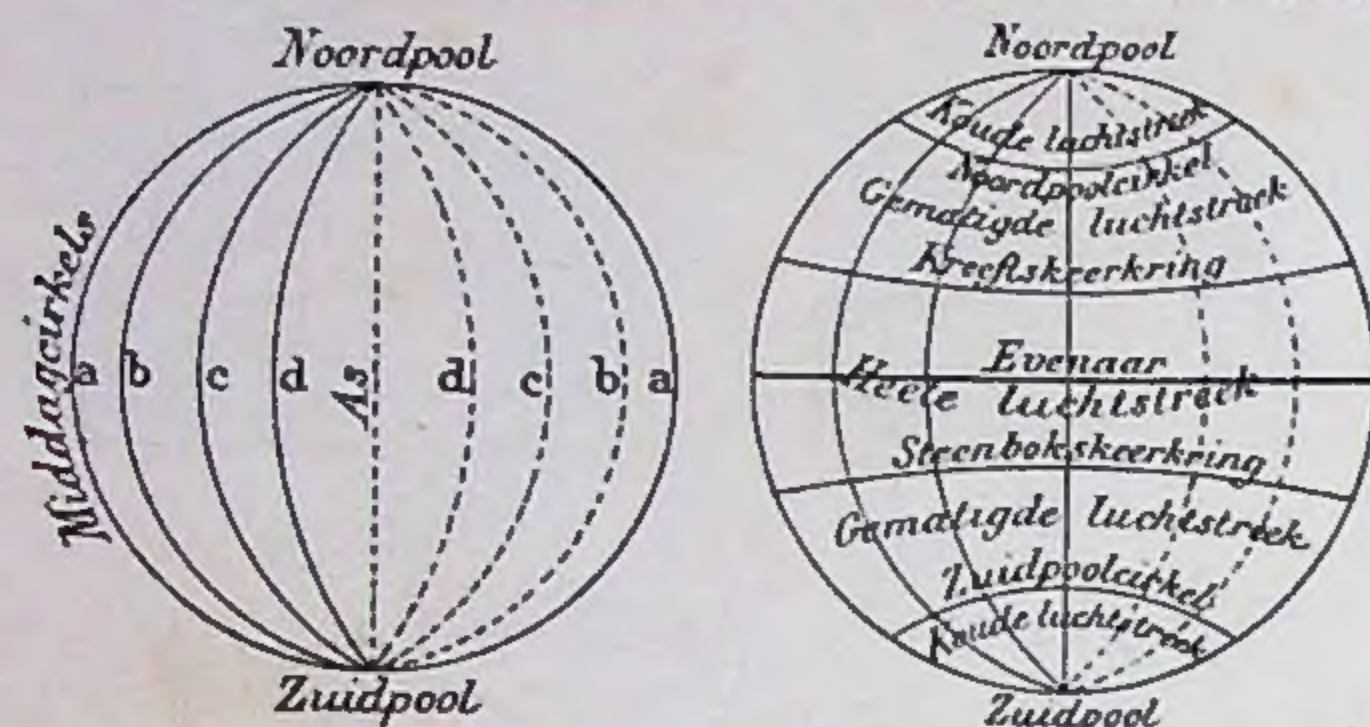 Noordpool
Middagcirkels
a b c d As d c b a
Zuidpool
Noordpool
Koude luchtstreek
Noordpoolcirkel
Gematigde luchtstreek
Kreeftskeerkring
Evenaar
Heete luchtstreek
Steenbokskeerkring
Gematigde luchtstreek
Zuidpoolcirkels
Koude luchtstreek
Zuidpool